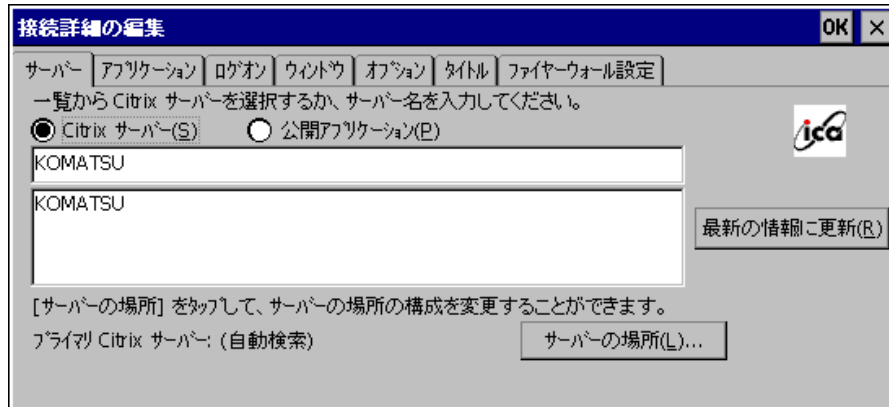 接続詳細の編集 OK ×
サーバー アプリケーション ログオン ウィンドウ オプション タイトル ファイヤーウォール設定
一覧から Citrix サーバーを選択するか、サーバー名を入力してください。
Citrix サーバー(S) 公開アプリケーション(P)
ica
KOMATSU
KOMATSU
最新の情報に更新(R)
[サーバーの場所] をタップして、サーバーの場所の構成を変更することができます。
プライマリ Citrix サーバー: (自動検索) サーバーの場所(L)...